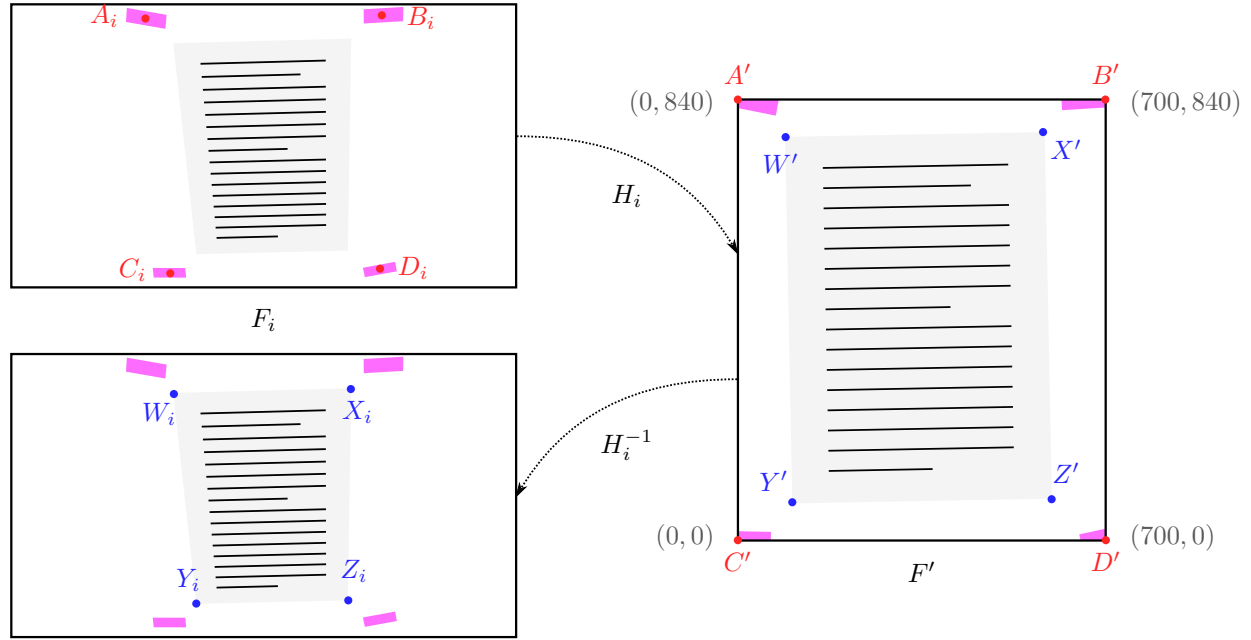 A_i B_i
C_i D_i
F_i
W_i X_i
Y_i Z_i
H_i
H_i^{-1}
A′ B′
(0, 840) (700, 840)
W′ X′
Y′ Z′
(0, 0) (700, 0)
C′ F′ D′